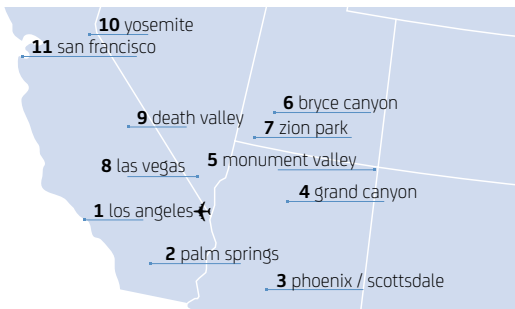 10 yosemite
11 san francisco
6 bryce canyon
9 death valley
7 zion park
8 las vegas
5 monument valley
4 grand canyon
1 los angeles
2 palm springs
3 phoenix / scottsdale